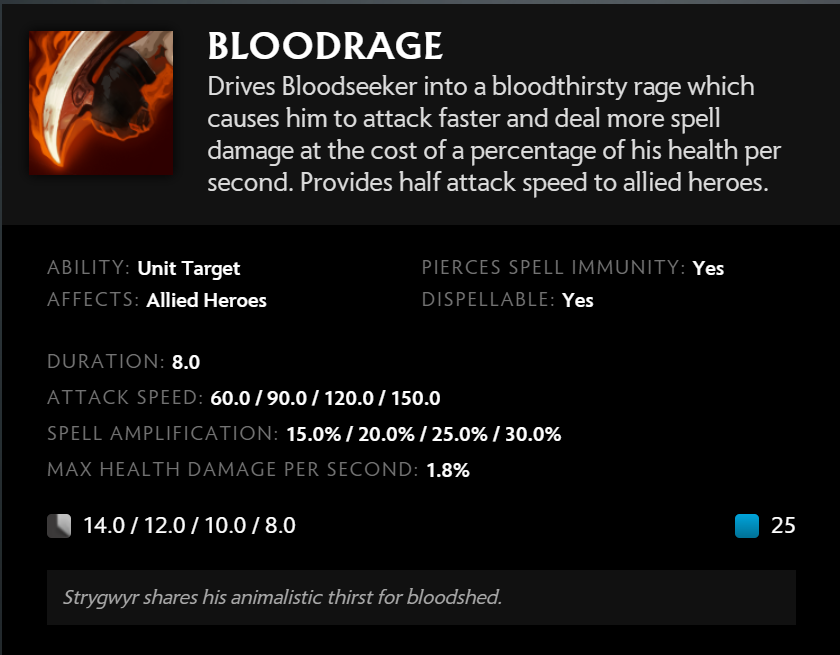 BLOODRAGE
Drives Bloodseeker into a bloodthirsty rage which
causes him to attack faster and deal more spell
damage at the cost of a percentage of his health per
second. Provides half attack speed to allied heroes.
ABILITY: Unit Target
PIERCES SPELL IMMUNITY: Yes
AFFECTS: Allied Heroes
DISPELLABLE: Yes
DURATION: 8.0
ATTACK SPEED: 60.0 / 90.0 / 120.0 / 150.0
SPELL AMPLIFICATION: 15.0% / 20.0% / 25.0% / 30.0%
MAX HEALTH DAMAGE PER SECOND: 1.8%
14.0 / 12.0 / 10.0 / 8.0
25
Strygwyr shares his animalistic thirst for bloodshed.